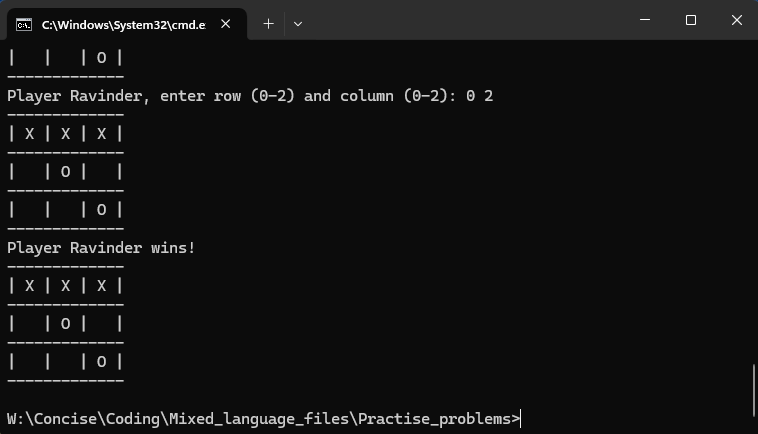 C:\Windows\System32\cmd.e
|   |   | O |
-------------
Player Ravinder, enter row (0-2) and column (0-2): 0 2
-------------
| X | X | X |
-------------
|   | O |   |
-------------
|   |   | O |
-------------
Player Ravinder wins!
-------------
| X | X | X |
-------------
|   | O |   |
-------------
|   |   | O |
-------------
W:\Concise\Coding\Mixed_language_files\Practise_problems>